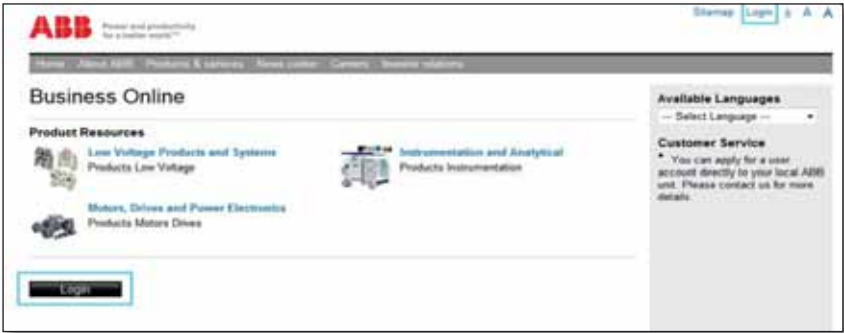 Sitemap Login A A A
ABB Power and productivity
for a better world™
Home About ABB Products & services News center Careers Investor relations
Business Online
Product Resources
Low Voltage Products and Systems
Products Low Voltage
Instrumentation and Analytical
Products Instrumentation
Motors, Drives and Power Electronics
Products Motors Drives
Login
Available Languages
--- Select Language ---
Customer Service
• You can apply for a user
account directly to your local ABB
unit. Please contact us for more
details.